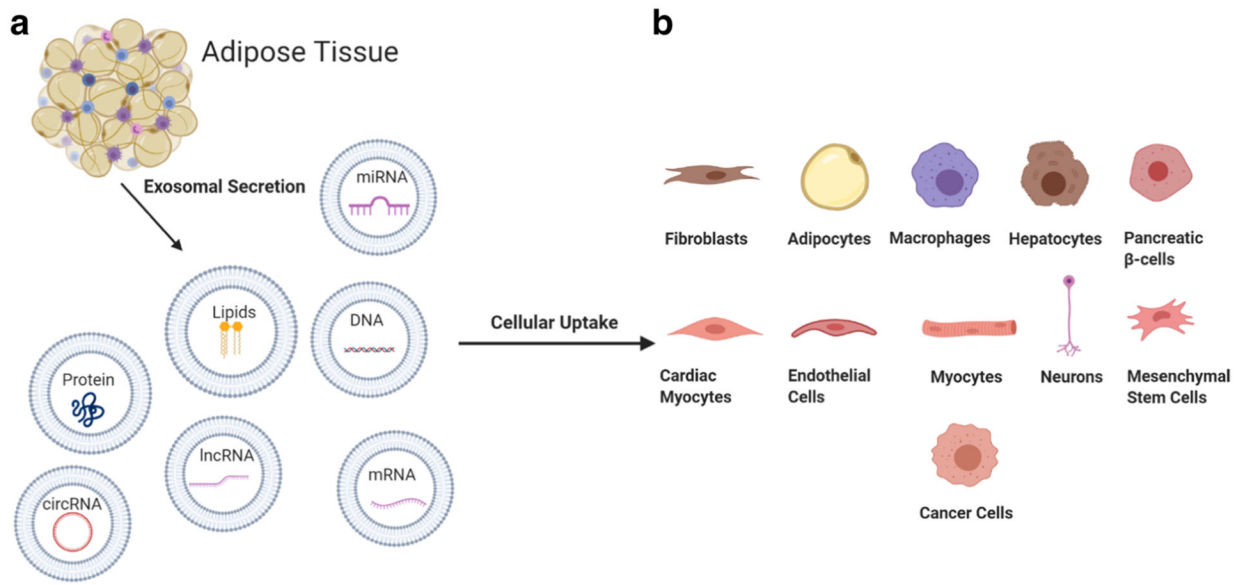 a
Adipose Tissue
Exosomal Secretion
miRNA
Lipids
DNA
Protein
lncRNA
mRNA
circRNA
Cellular Uptake
b
Fibroblasts
Adipocytes
Macrophages
Hepatocytes
Pancreatic
β-cells
Cardiac
Myocytes
Endothelial
Cells
Myocytes
Neurons
Mesenchymal
Stem Cells
Cancer Cells